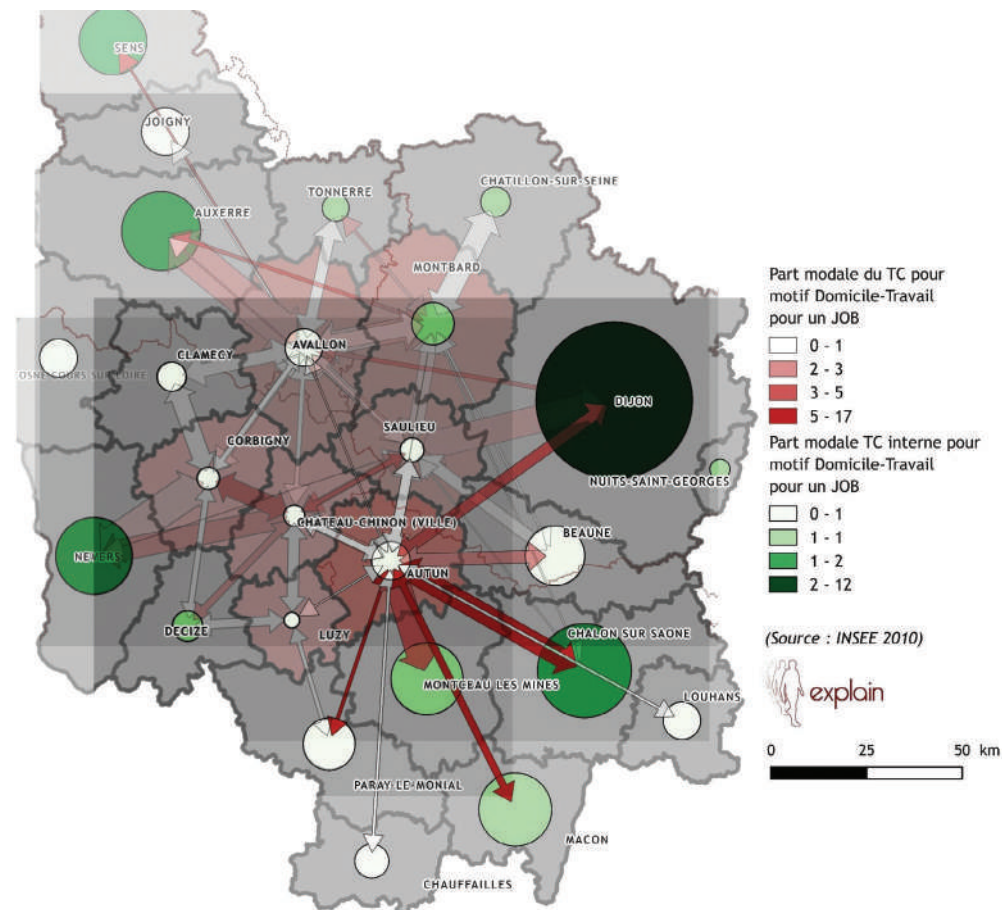 SENS
JOIGNY
TONNERRE
CHATILLON-SUR-SEINE
AUXERRE
MONTBARD
AVALLON
CLAMECY
OSNE-COURS-SUR-LOIRE
DIJON
SAULIEU
CORBIGNY
NUITS-SAINT-GEORGES
CHATEAU-CHINON (VILLE)
BEAUNE
NEVERS
AUTUN
DECIZE
LUZY
CHALON SUR SAONE
MONTCEAU LES MINES
LOUHANS
PARAY-LE-MONIAL
MACON
CHAUFFAILLES
Part modale du TC pour
motif Domicile-Travail
pour un JOB
0 - 1
2 - 3
3 - 5
5 - 17
Part modale TC interne pour
motif Domicile-Travail
pour un JOB
0 - 1
1 - 1
1 - 2
2 - 12
(Source : INSEE 2010)
explain
0 25 50 km